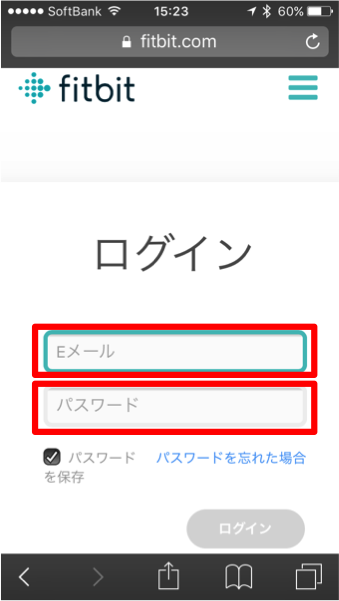 SoftBank 15:23 60%
fitbit.com
fitbit
ログイン
Eメール
パスワード
パスワード パスワードを忘れた場合
を保存
ログイン